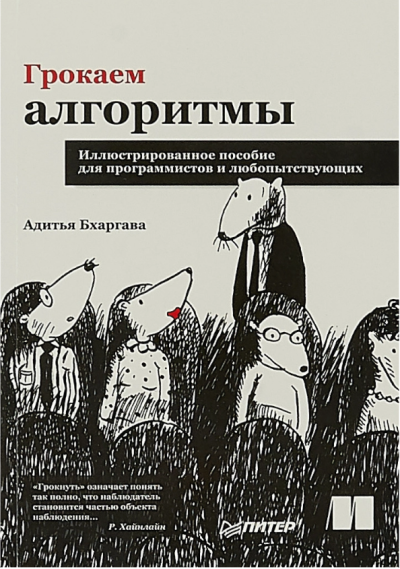 Грокаем
алгоритмы
Иллюстрированное пособие
для программистов и любопытствующих
Адитья Бхаргава
«Грокнуть» означает понять
так полно, что наблюдатель
становится частью объекта
наблюдения...
Р. Хайнлайн
ПИТЕР